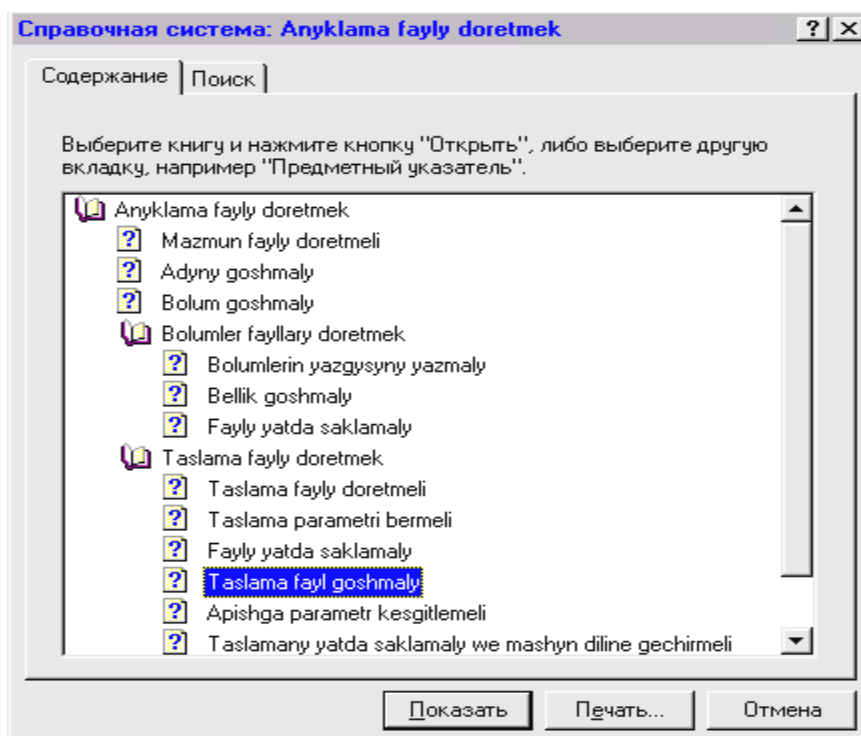 Справочная система: Anyklama fayly doretmek
Содержание
Поиск
Выберите книгу и нажмите кнопку "Открыть", либо выберите другую
вкладку, например "Предметный указатель".
Anyklama fayly doretmek
Mazmun fayly doretmeli
Adyny goshmaly
Bolum goshmaly
Bolumler fayllary doretmek
Bolumlerin yazgysyny yazmaly
Bellik goshmaly
Fayly yatda saklamaly
Taslama fayly doretmek
Taslama fayly doretmeli
Taslama parametri bermeli
Fayly yatda saklamaly
Taslama fayl goshmaly
Apishga parametr kesgitlemeli
Taslamany yatda saklamaly we mashyn diline gechirmeli
Показать
Печать...
Отмена